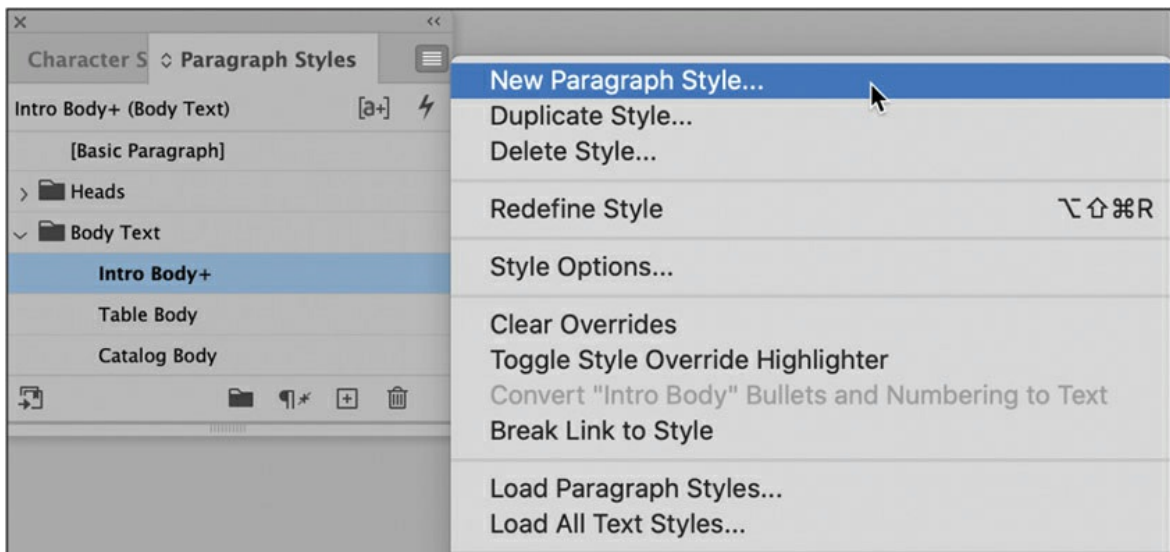 Character S
Paragraph Styles
Intro Body+ (Body Text)
[a+]
[Basic Paragraph]
Heads
Body Text
Intro Body+
Table Body
Catalog Body
New Paragraph Style...
Duplicate Style...
Delete Style...
Redefine Style ⌥⇧⌘R
Style Options...
Clear Overrides
Toggle Style Override Highlighter
Convert "Intro Body" Bullets and Numbering to Text
Break Link to Style
Load Paragraph Styles...
Load All Text Styles...